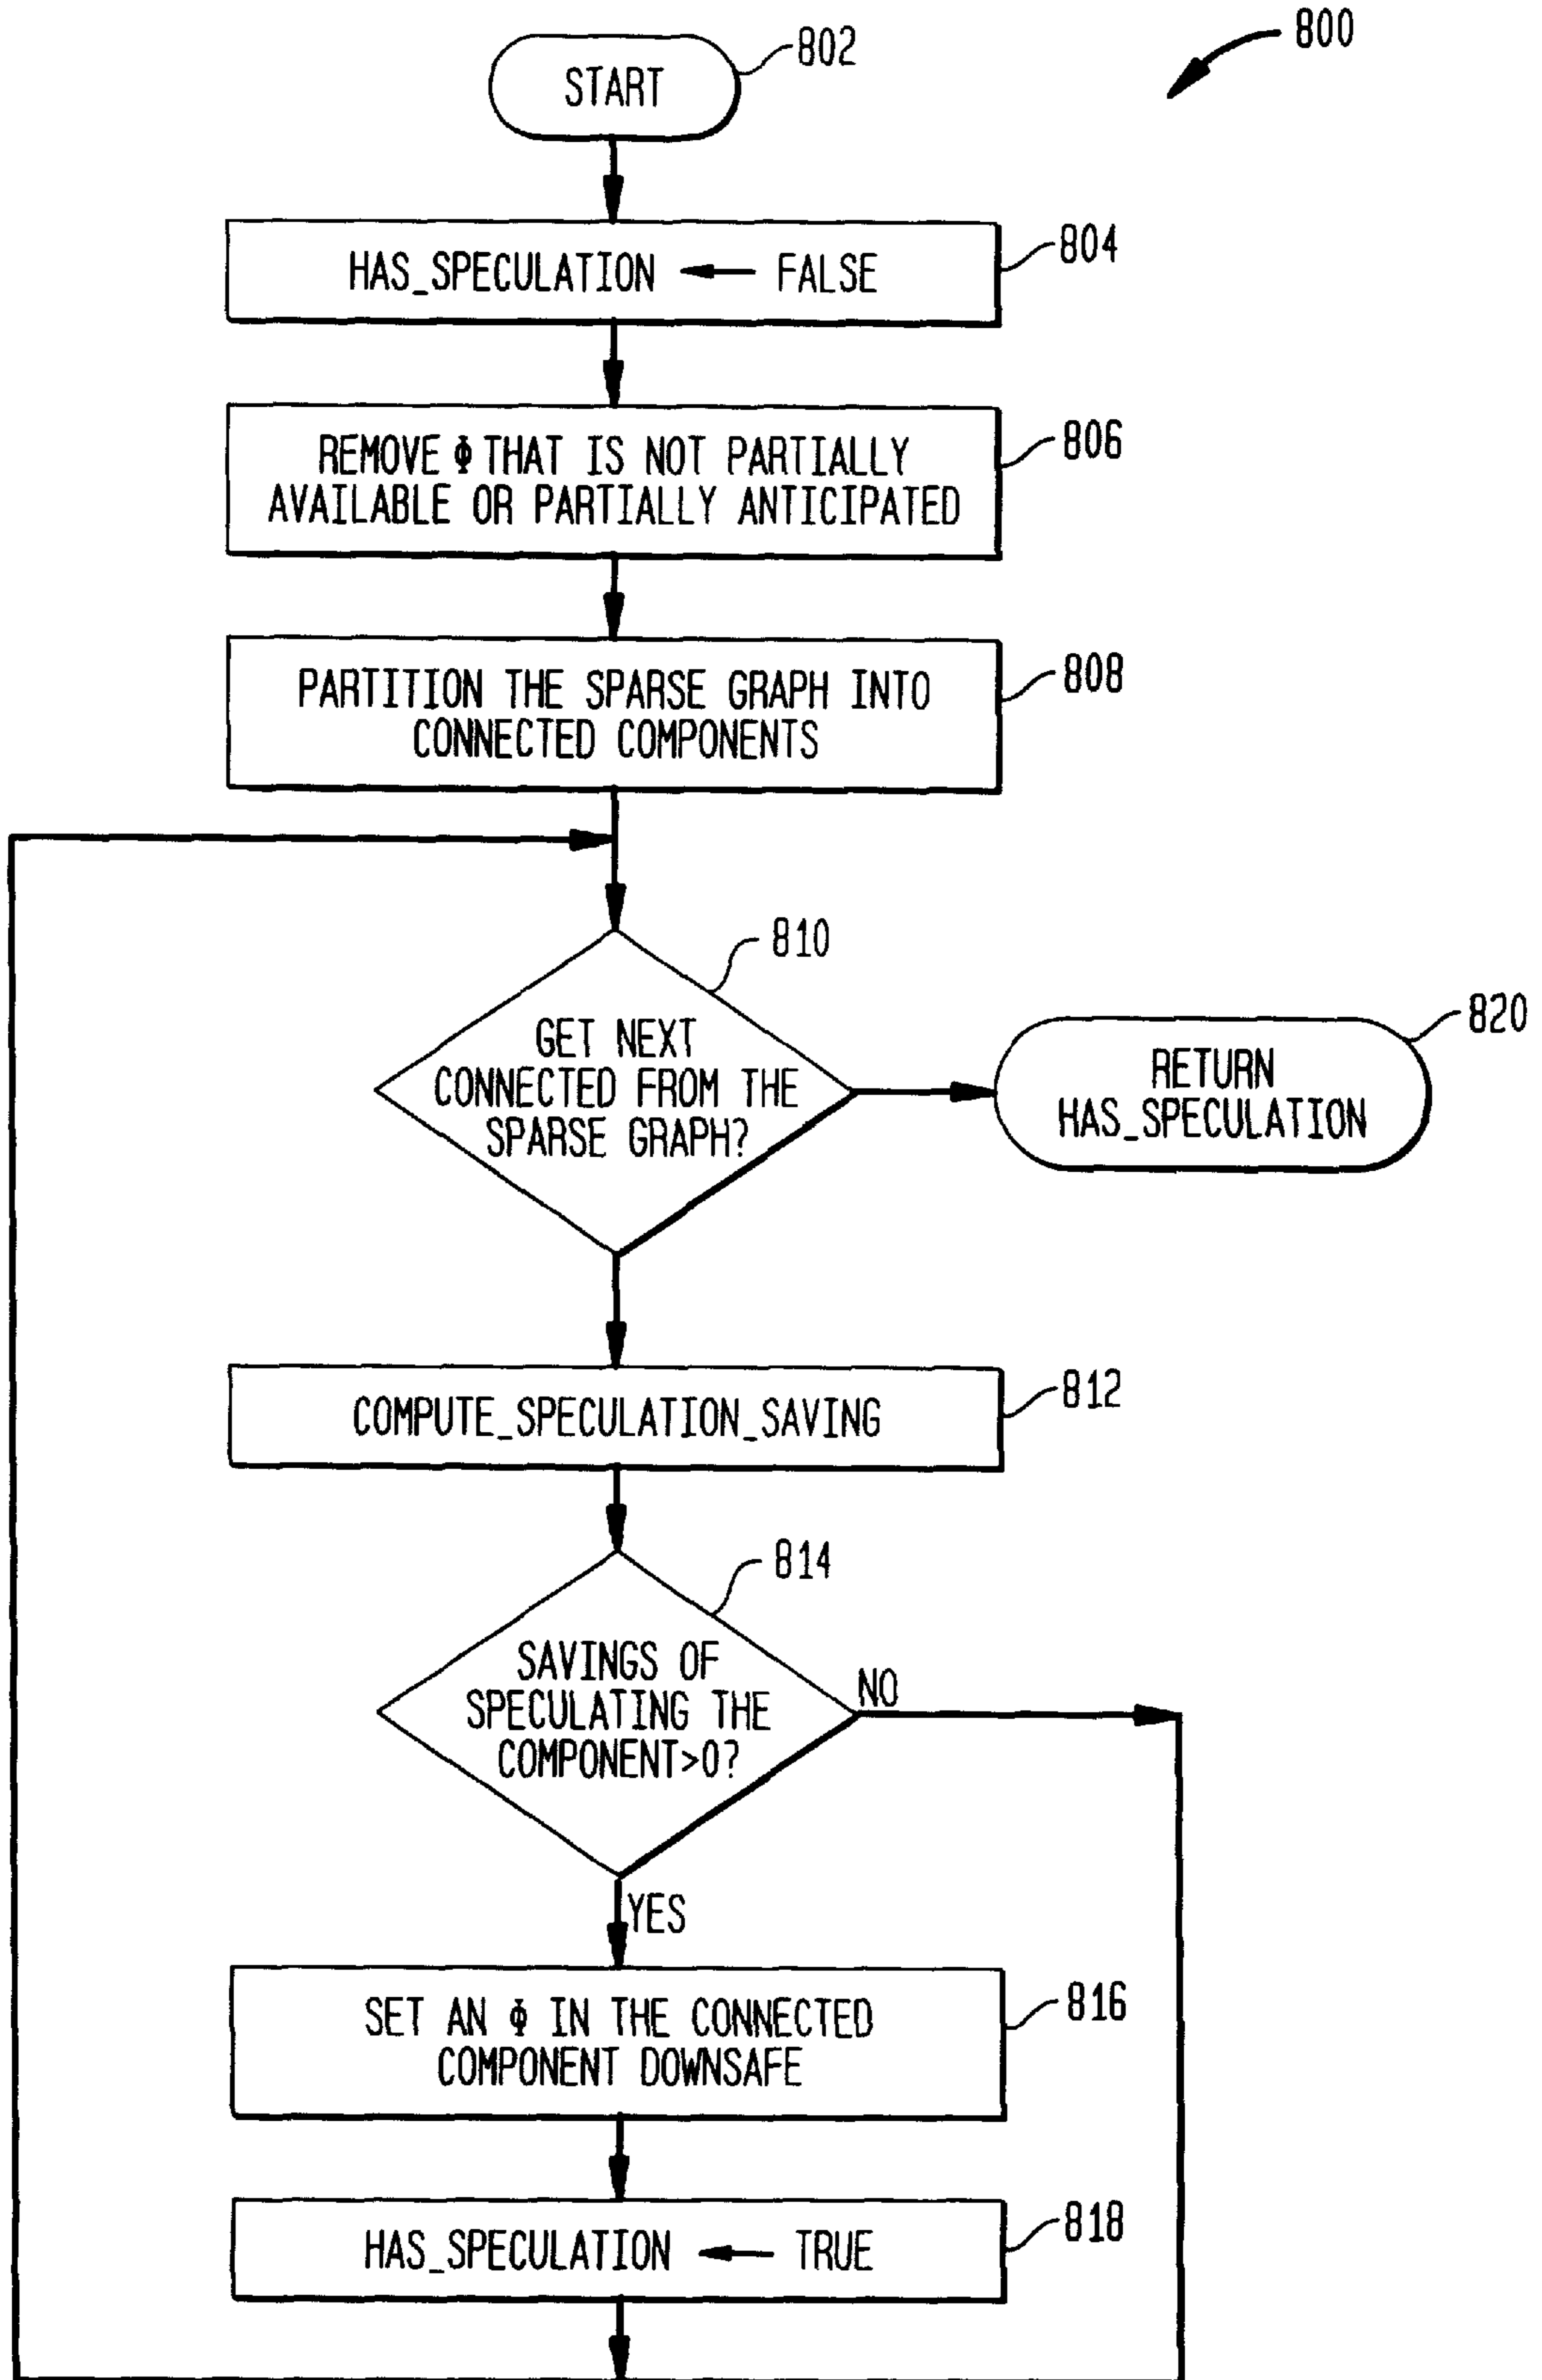 800
802
START
804
HAS_SPECULATION ← FALSE
806
REMOVE Φ THAT IS NOT PARTIALLY
AVAILABLE OR PARTIALLY ANTICIPATED
808
PARTITION THE SPARSE GRAPH INTO
CONNECTED COMPONENTS
810
GET NEXT
CONNECTED FROM THE
SPARSE GRAPH?
820
RETURN
HAS_SPECULATION
812
COMPUTE_SPECULATION_SAVING
814
SAVINGS OF
SPECULATING THE
COMPONENT>0?
NO
YES
816
SET AN Φ IN THE CONNECTED
COMPONENT DOWNSAFE
818
HAS_SPECULATION ← TRUE